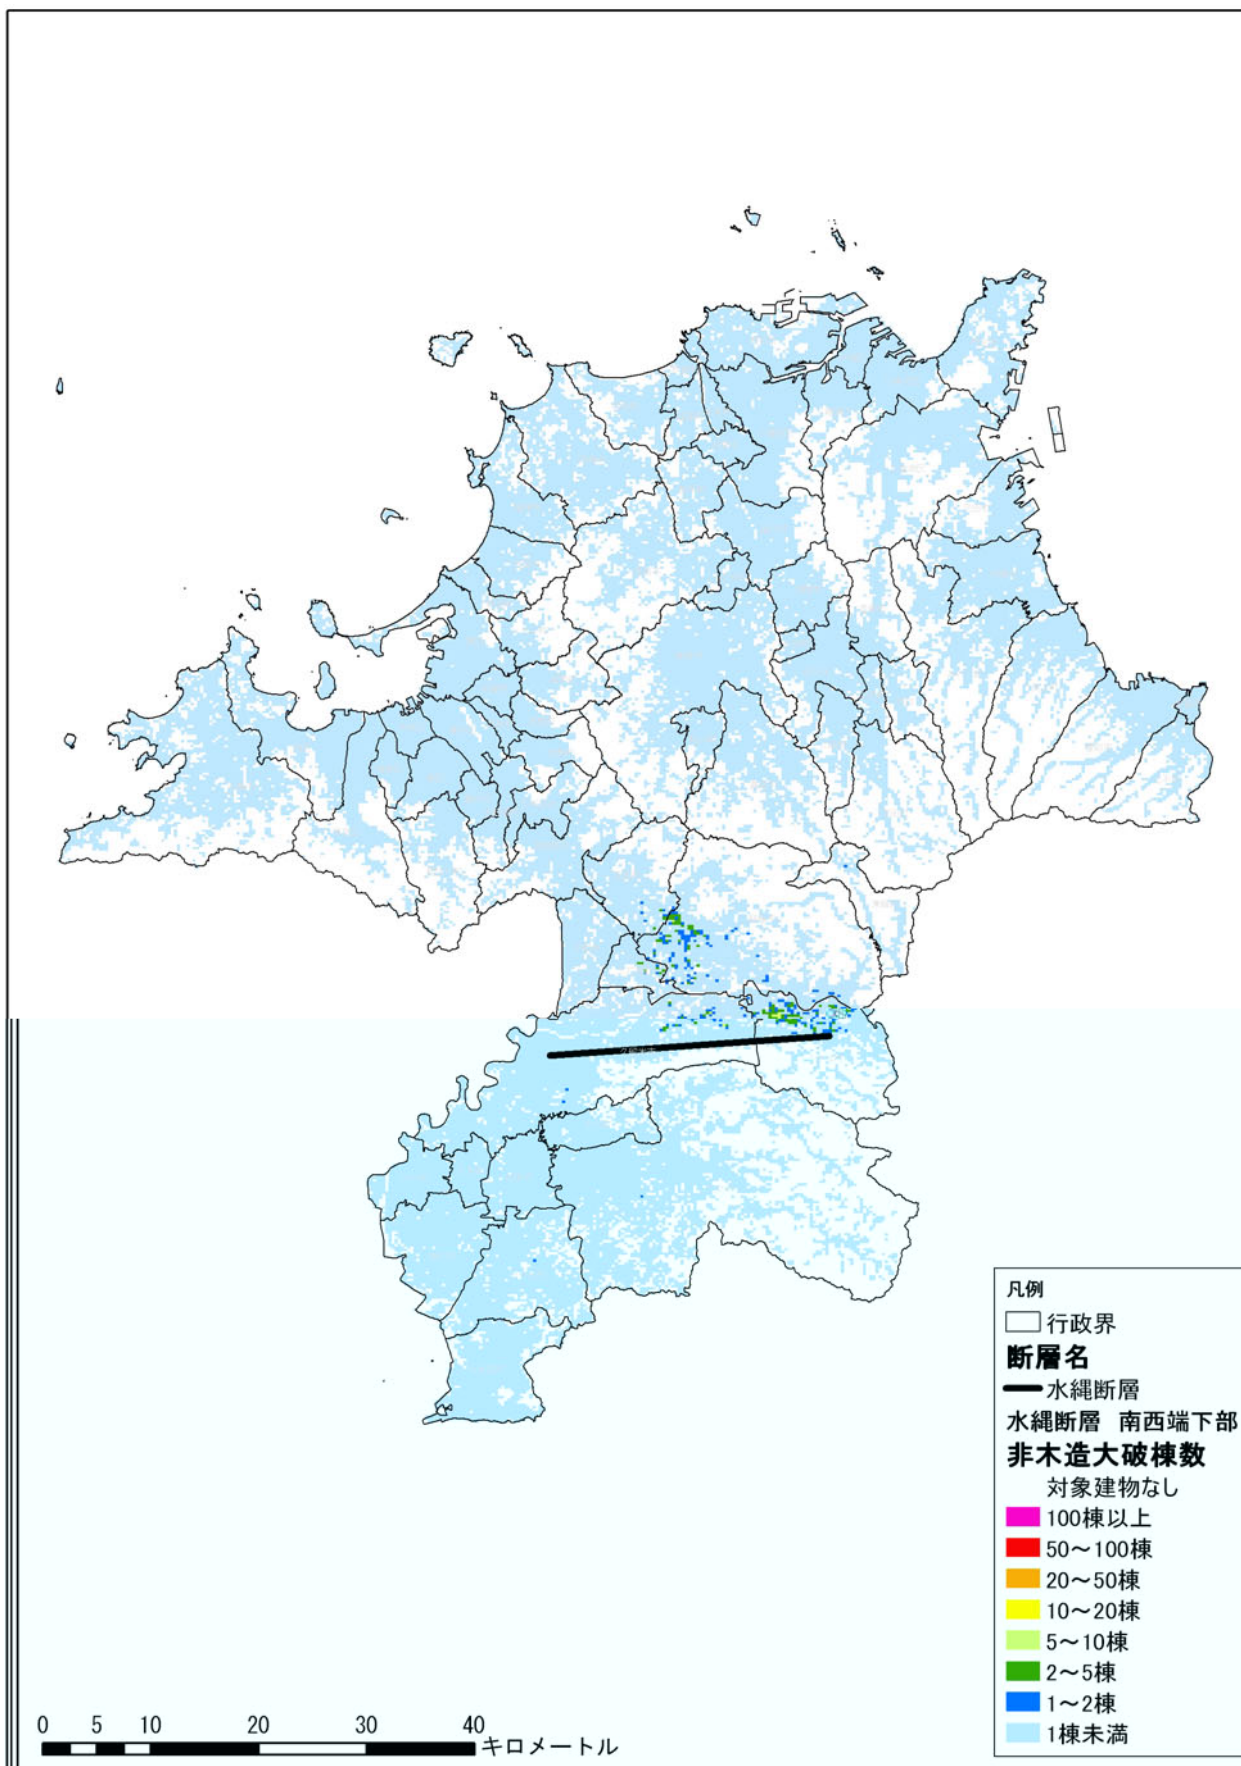 凡例
行政界
断層名
水縄断層
水縄断層 南西端下部
非木造大破棟数
対象建物なし
100棟以上
50～100棟
20～50棟
10～20棟
5～10棟
2～5棟
1～2棟
1棟未満
0 5 10 20 30 40
キロメートル